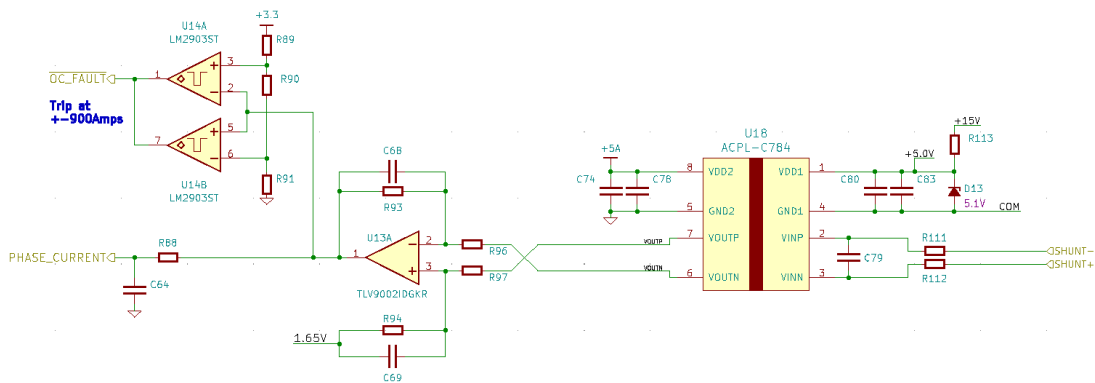 +3.3
U14A
LM2903ST
R89
OC_FAULT
1
3
+
-
2
R90
Trip at
+-900Amps
7
5
+
-
6
U14B
LM2903ST
R91
C68
R93
R88
PHASE_CURRENT
C64
U13A
1
2
-
3
+
TLV9002IDGKR
R96
R97
R94
1.65V
C69
+5A
C74
C78
VOUTP
VOUTN
U18
ACPL-C784
8
VDD2
VDD1
1
5
GND2
GND1
4
7
VOUTP
VINP
2
6
VOUTN
VINN
3
+15V
R113
+5.0V
C80
C83
D13
5.1V
COM
C79
R111
R112
SHUNT-
SHUNT+